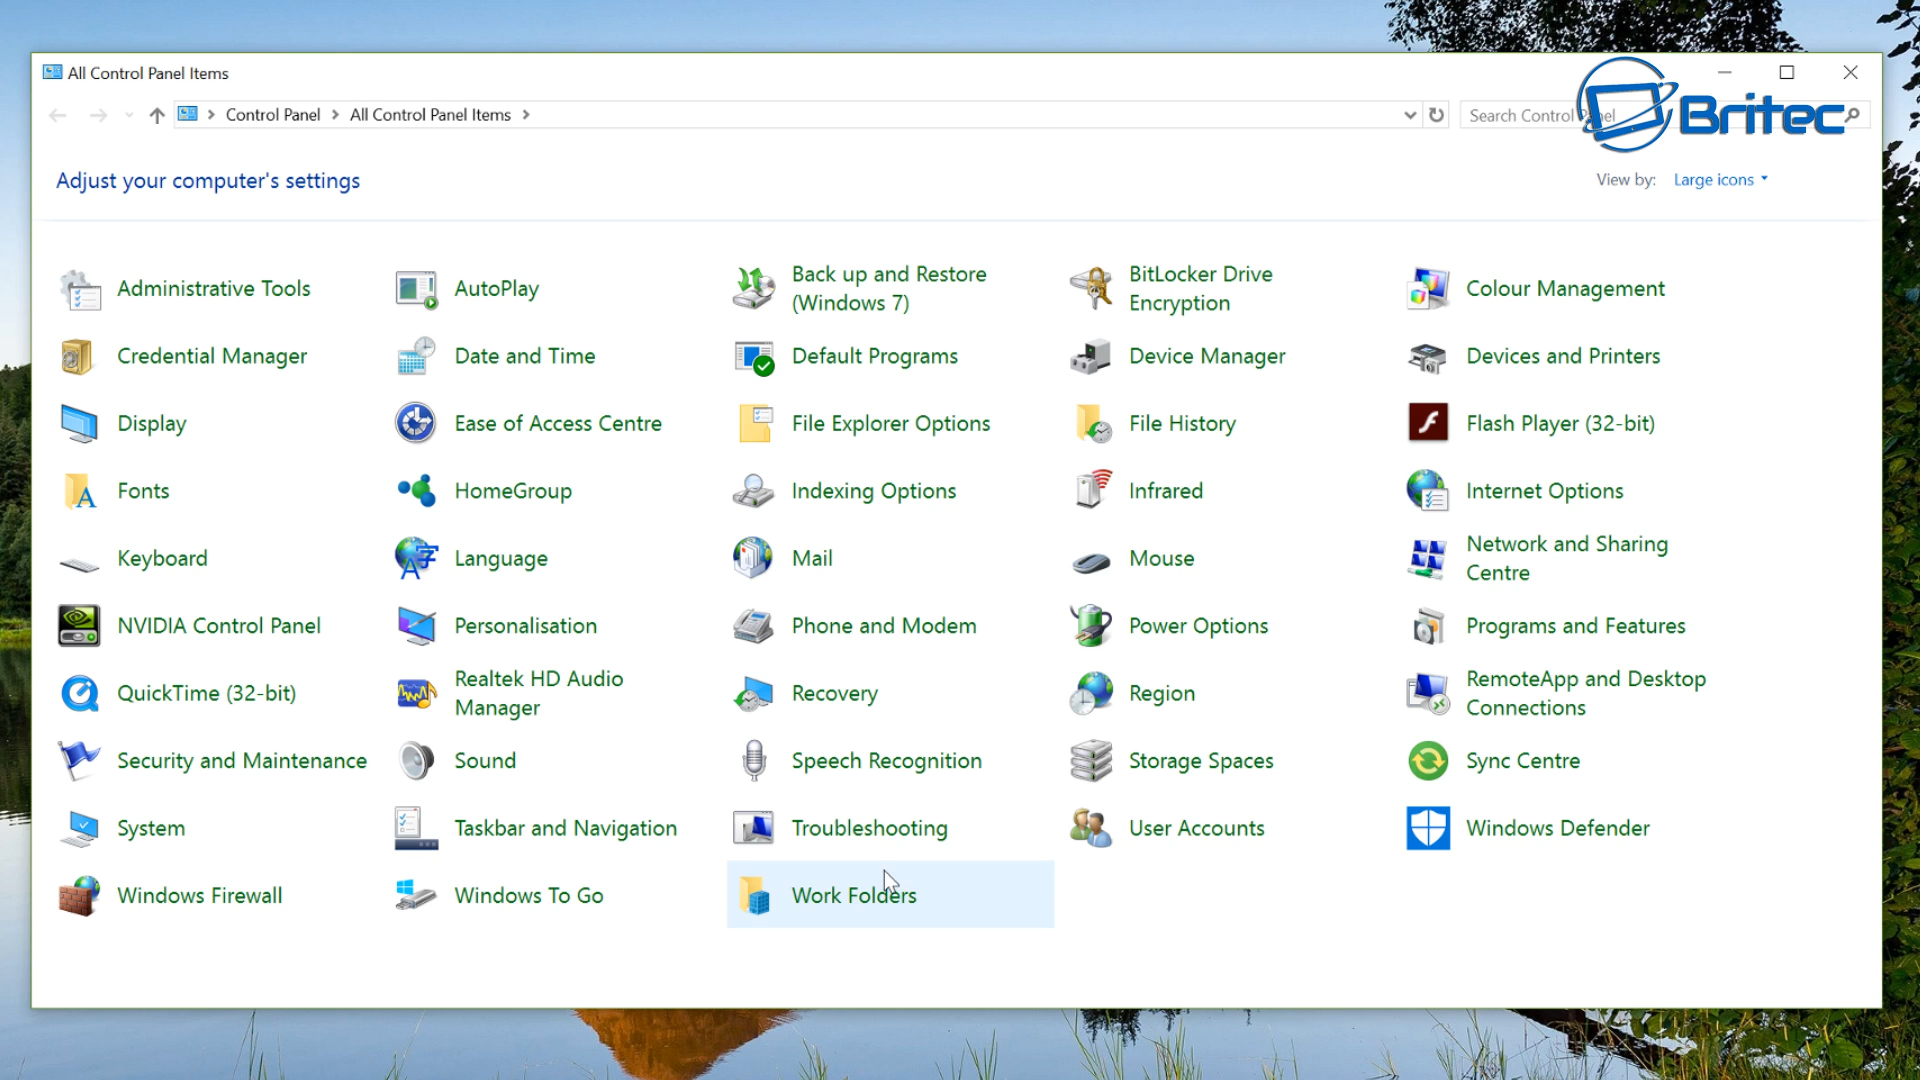 All Control Panel Items
Control Panel
All Control Panel Items
Search Control Panel
Britec
Adjust your computer's settings
View by:
Large icons
Administrative Tools
AutoPlay
Back up and Restore
(Windows 7)
BitLocker Drive
Encryption
Colour Management
Credential Manager
Date and Time
Default Programs
Device Manager
Devices and Printers
Display
Ease of Access Centre
File Explorer Options
File History
Flash Player (32-bit)
Fonts
HomeGroup
Indexing Options
Infrared
Internet Options
Keyboard
Language
Mail
Mouse
Network and Sharing
Centre
NVIDIA Control Panel
Personalisation
Phone and Modem
Power Options
Programs and Features
QuickTime (32-bit)
Realtek HD Audio
Manager
Recovery
Region
RemoteApp and Desktop
Connections
Security and Maintenance
Sound
Speech Recognition
Storage Spaces
Sync Centre
System
Taskbar and Navigation
Troubleshooting
User Accounts
Windows Defender
Windows Firewall
Windows To Go
Work Folders